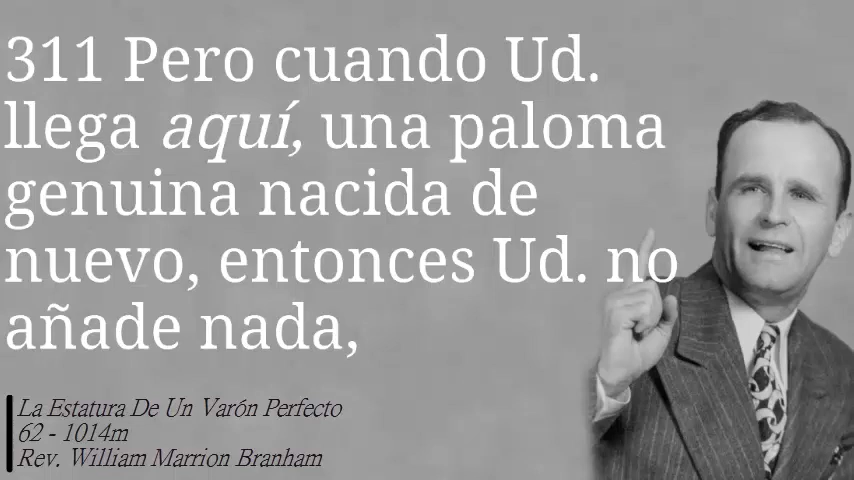 311 Pero cuando Ud.
llega aquí, una paloma
genuina nacida de
nuevo, entonces Ud. no
añade nada,
La Estatura De Un Varón Perfecto
62 - 1014m
Rev. William Marrion Branham